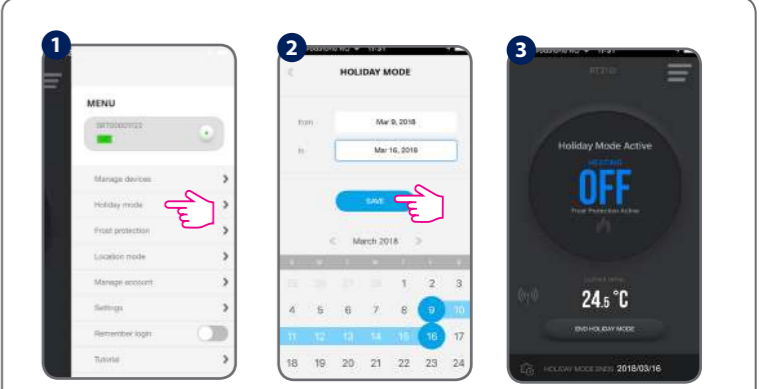 1
MENU
Manage devices
Holiday mode
Frost protection
Location mode
Manage account
Settings
Remember login
Tutorial
2
HOLIDAY MODE
from
Mar 9, 2018
to
Mar 16, 2018
SAVE
March 2018
1 2 3
4 5 6 7 8 9 10
11 12 13 14 15 16 17
18 19 20 21 22 23 24
3
Holiday Mode Active
HEATING
OFF
Frost Protection Active
24.5 °C
END HOLIDAY MODE
HOLIDAY MODE ENDS 2018/03/16